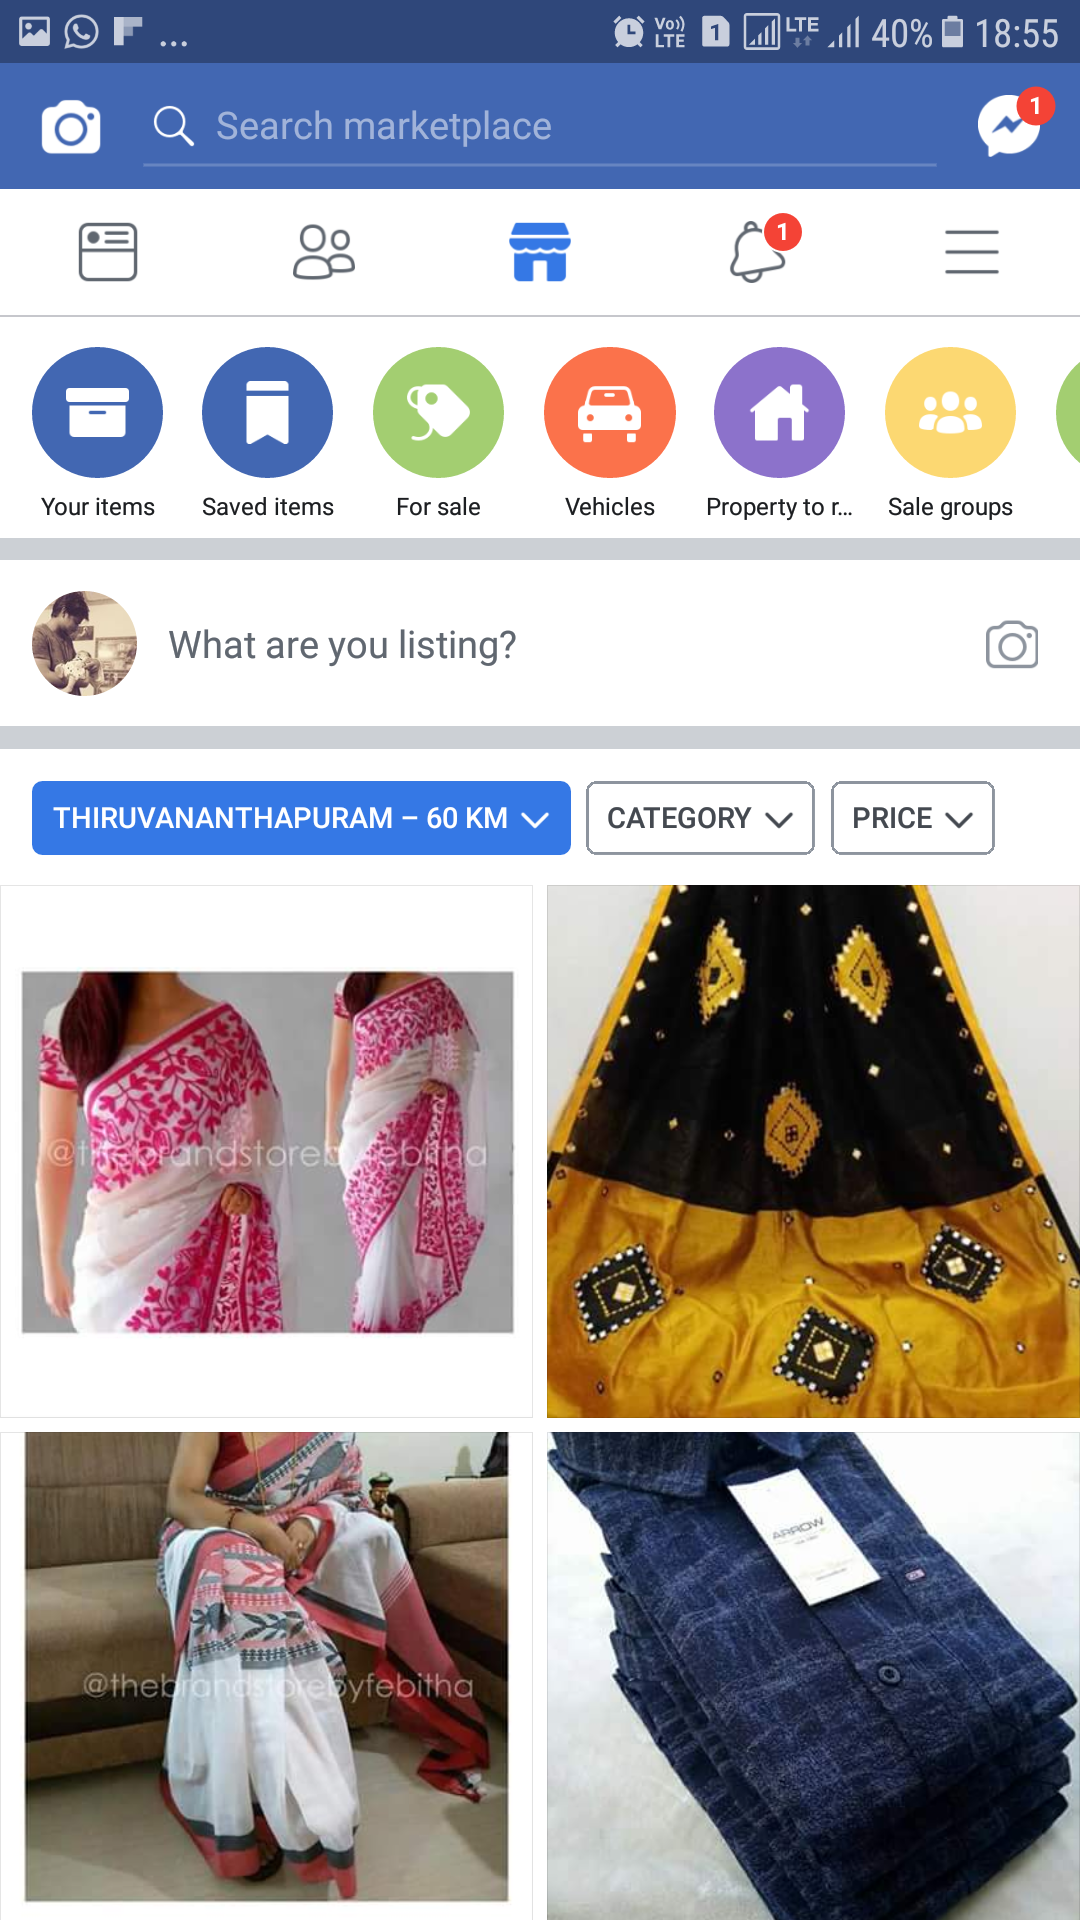 ... Vo)) LTE 1 LTE 40% 18:55
Search marketplace 1
1
Your items Saved items For sale Vehicles Property to r... Sale groups
What are you listing?
THIRUVANANTHAPURAM – 60 KM CATEGORY PRICE
@thebrandstorebyfebitha
@thebrandstorebyfebitha
ARROW